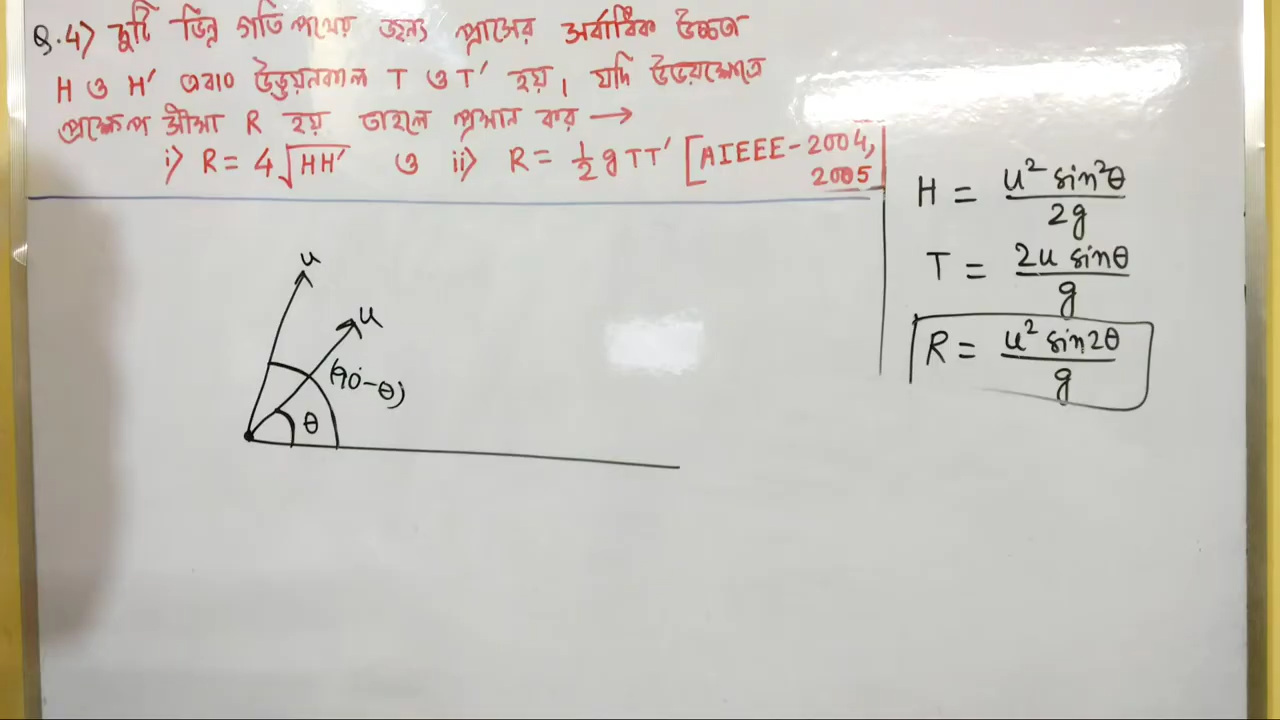 Q.4) দুটি ভিন্ন গতিপথের জন্য প্রাসের সর্বাধিক উচ্চতা
H ও H' এবং উড্ডয়নকাল T ও T' হয়। যদি উভয়ক্ষেত্রে
প্রক্ষেপ সীমা R হয় তাহলে প্রমান কর →
i) R = 4√HH' ও ii) R = 1/2 g TT' [AIEEE-2004,
2005
H = u² sin²θ / 2g
T = 2u sinθ / g
R = u² sin2θ / g
u
u
(90°-θ)
θ